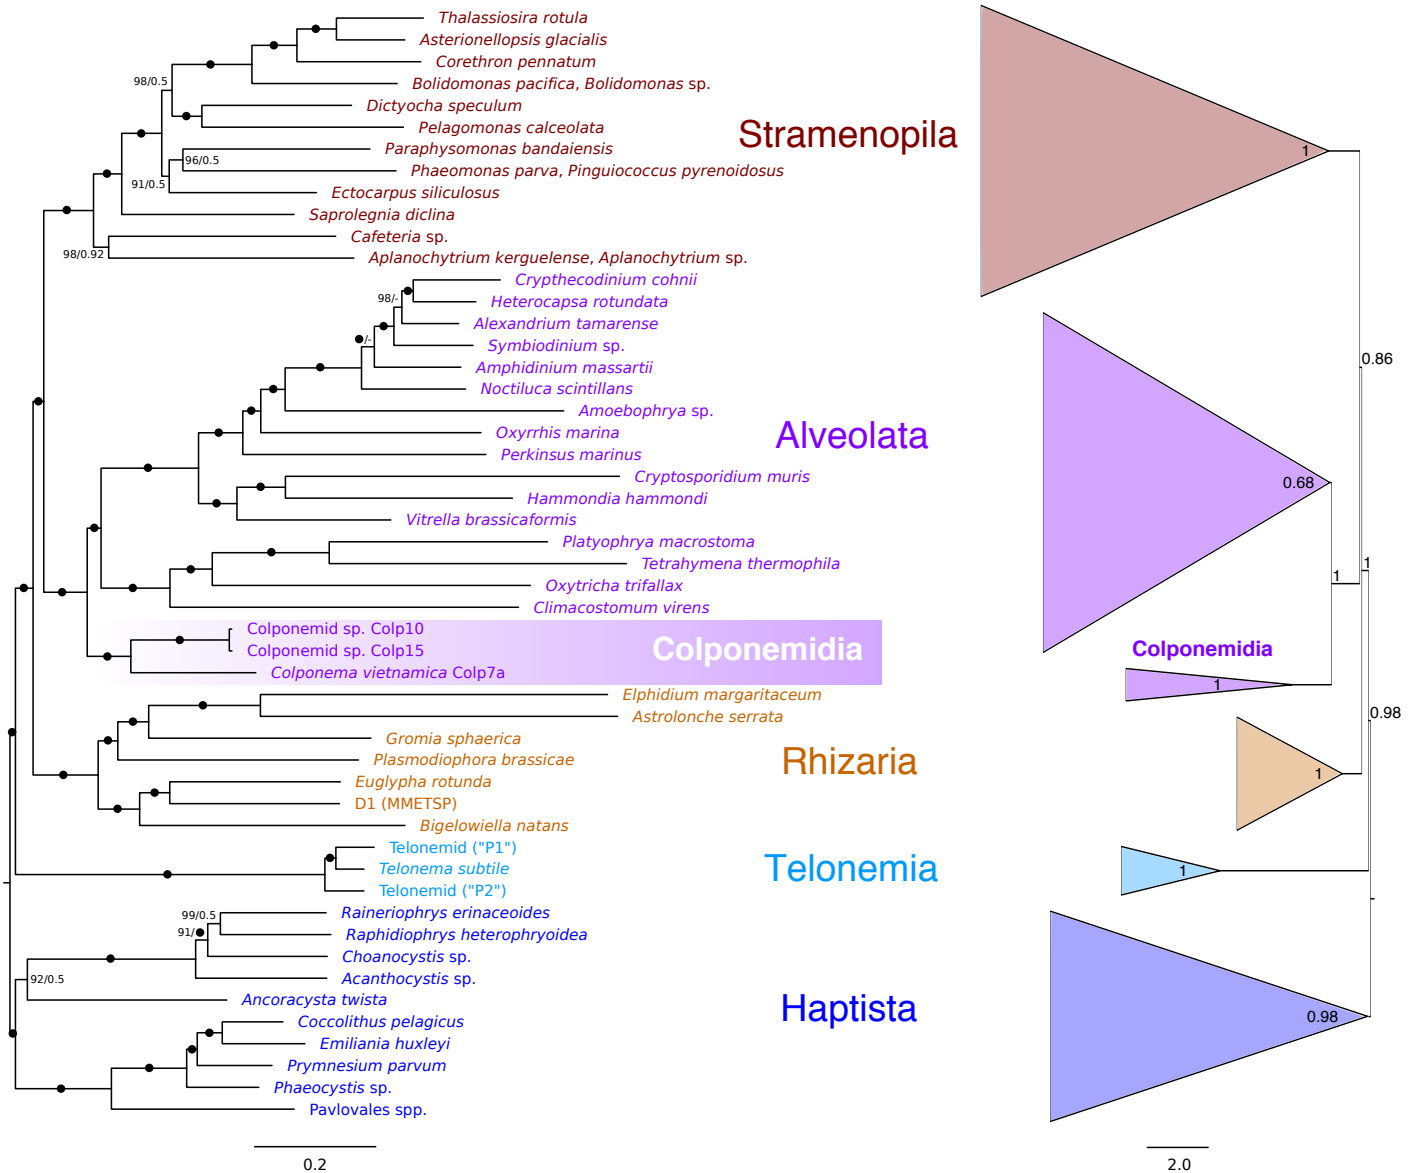 Thalassiosira rotula
Asterionellopsis glacialis
Corethron pennatum
98/0.5
Bolidomonas pacifica, Bolidomonas sp.
Dictyocha speculum
Pelagomonas calceolata
Stramenopila
Paraphysomonas bandaiensis
1
96/0.5
Phaeomonas parva, Pinguiococcus pyrenoidosus
91/0.5
Ectocarpus siliculosus
Saprolegnia diclina
Cafeteria sp.
98/0.92
Aplanochytrium kerguelense, Aplanochytrium sp.
Crypthecodinium cohnii
98/-
Heterocapsa rotundata
Alexandrium tamarense
/-
Symbiodinium sp.
0.86
Amphidinium massartii
Noctiluca scintillans
Amoebophrya sp.
Oxyrrhis marina
Alveolata
Perkinsus marinus
Cryptosporidium muris
0.68
Hammondia hammondi
Vitrella brassicaformis
Platyophrya macrostoma
Tetrahymena thermophila
1
1
Oxytricha trifallax
Climacostomum virens
Colponemid sp. Colp10
Colponemid sp. Colp15
Colponemidia
Colponemidia
Colponema vietnamica Colp7a
1
Elphidium margaritaceum
Astrolonche serrata
0.98
Gromia sphaerica
Plasmodiophora brassicae
Rhizaria
1
Euglypha rotunda
D1 (MMETSP)
Bigelowiella natans
Telonemid ("P1")
Telonema subtile
Telonemia
1
Telonemid ("P2")
Raineriophrys erinaceoides
99/0.5
91/
Raphidiophrys heterophryoidea
Choanocystis sp.
Acanthocystis sp.
92/0.5
Ancoracysta twista
Haptista
0.98
Coccolithus pelagicus
Emiliania huxleyi
Prymnesium parvum
Phaeocystis sp.
Pavlovales spp.
0.2
2.0